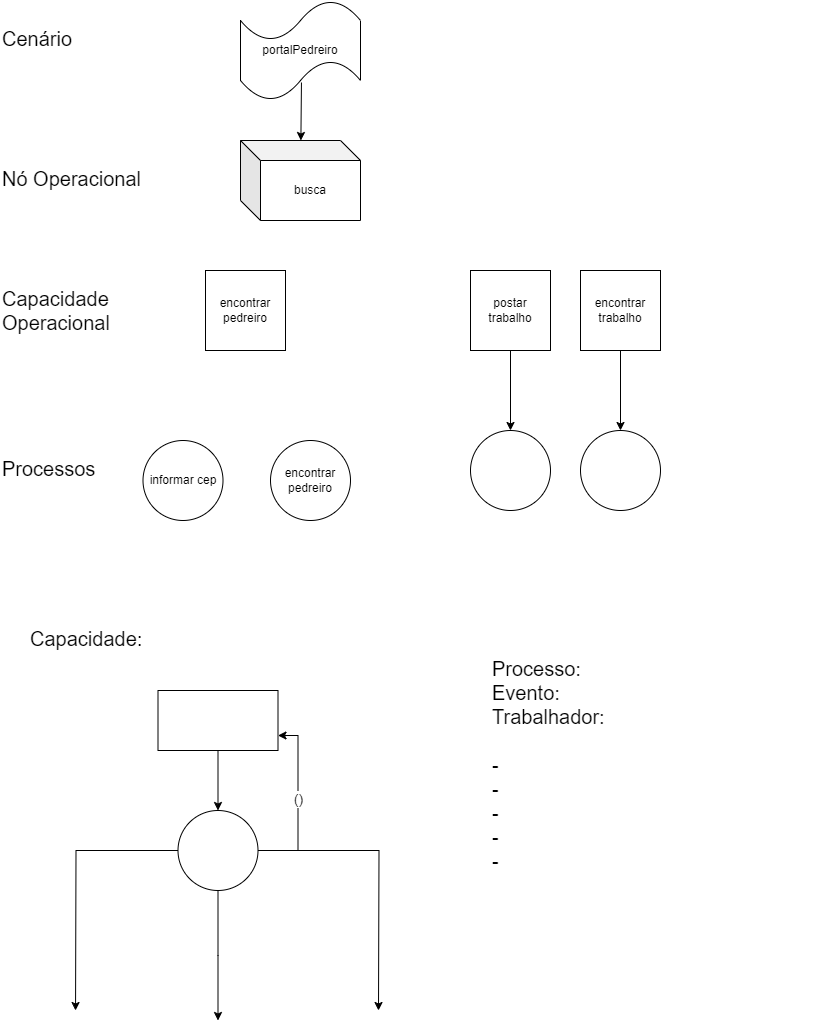 Cenário
portalPedreiro
Nó Operacional
busca
Capacidade
Operacional
encontrar
pedreiro
postar
trabalho
encontrar
trabalho
Processos
informar cep
encontrar
pedreiro
Capacidade:
Processo:
Evento:
Trabalhador:
-
-
-
-
-
()